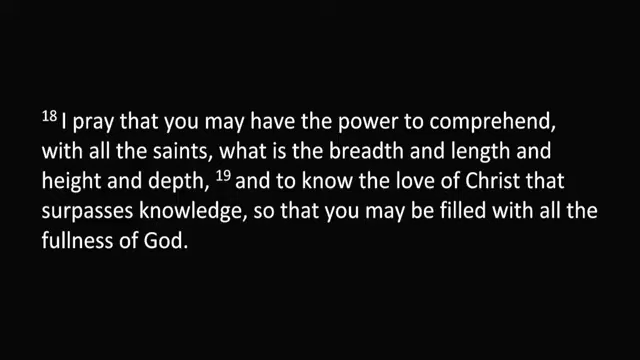 18 I pray that you may have the power to comprehend,
with all the saints, what is the breadth and length and
height and depth, 19 and to know the love of Christ that
surpasses knowledge, so that you may be filled with all the
fullness of God.